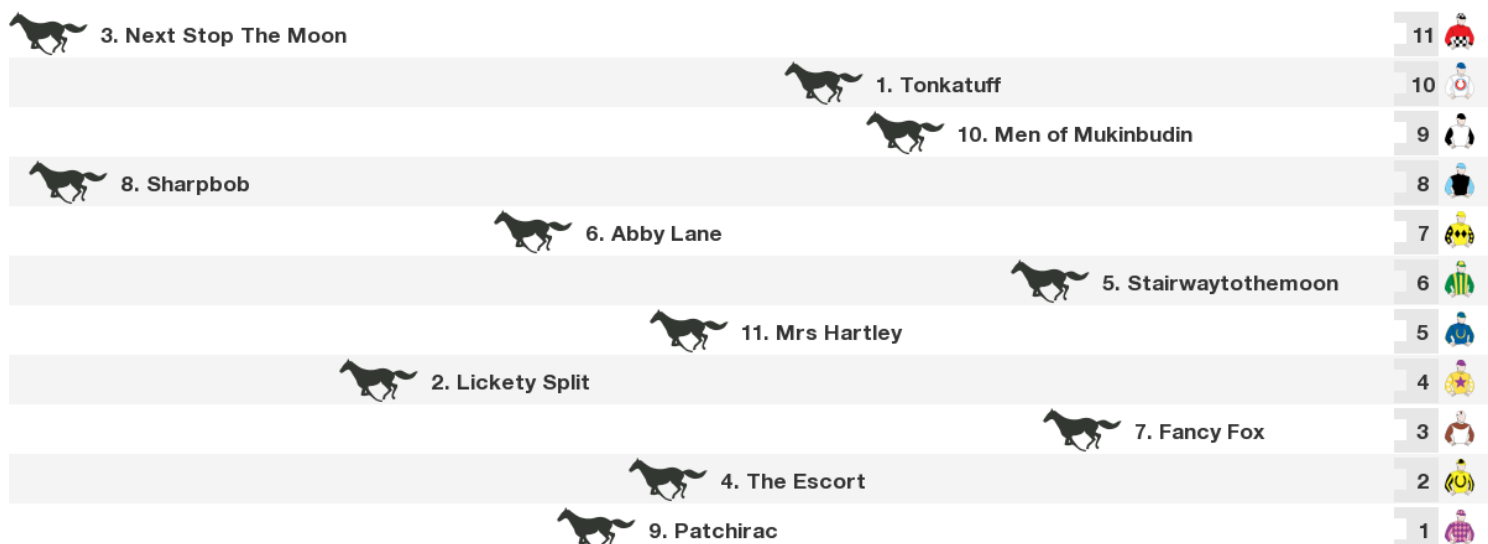 3. Next Stop The Moon 11
1. Tonkatuff 10
10. Men of Mukinbudin 9
8. Sharpbob 8
6. Abby Lane 7
5. Stairwaytothemoon 6
11. Mrs Hartley 5
2. Lickety Split 4
7. Fancy Fox 3
4. The Escort 2
9. Patchirac 1